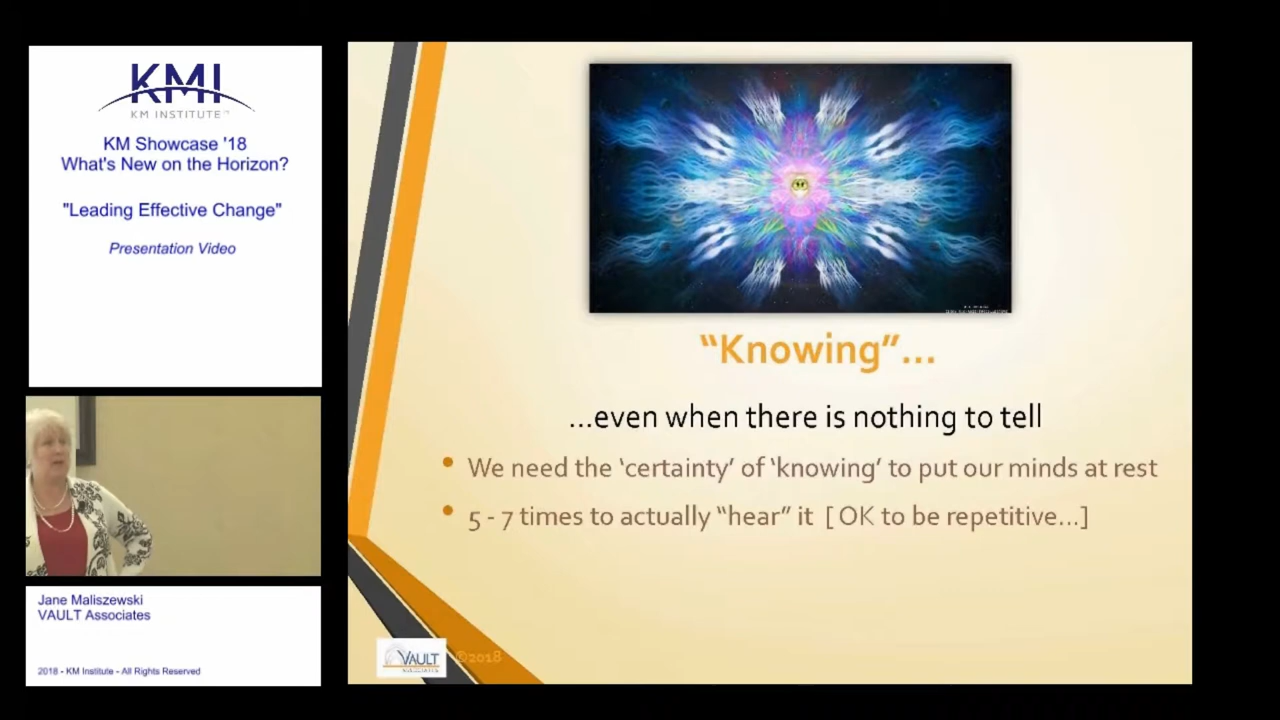 KMI
KM INSTITUTE
KM Showcase '18
What's New on the Horizon?
"Leading Effective Change"
Presentation Video
Jane Maliszewski
VAULT Associates
2018 - KM Institute - All Rights Reserved
“Knowing”...
...even when there is nothing to tell
• We need the ‘certainty’ of ‘knowing’ to put our minds at rest
• 5 - 7 times to actually “hear” it [ OK to be repetitive...]
VAULT
©2018